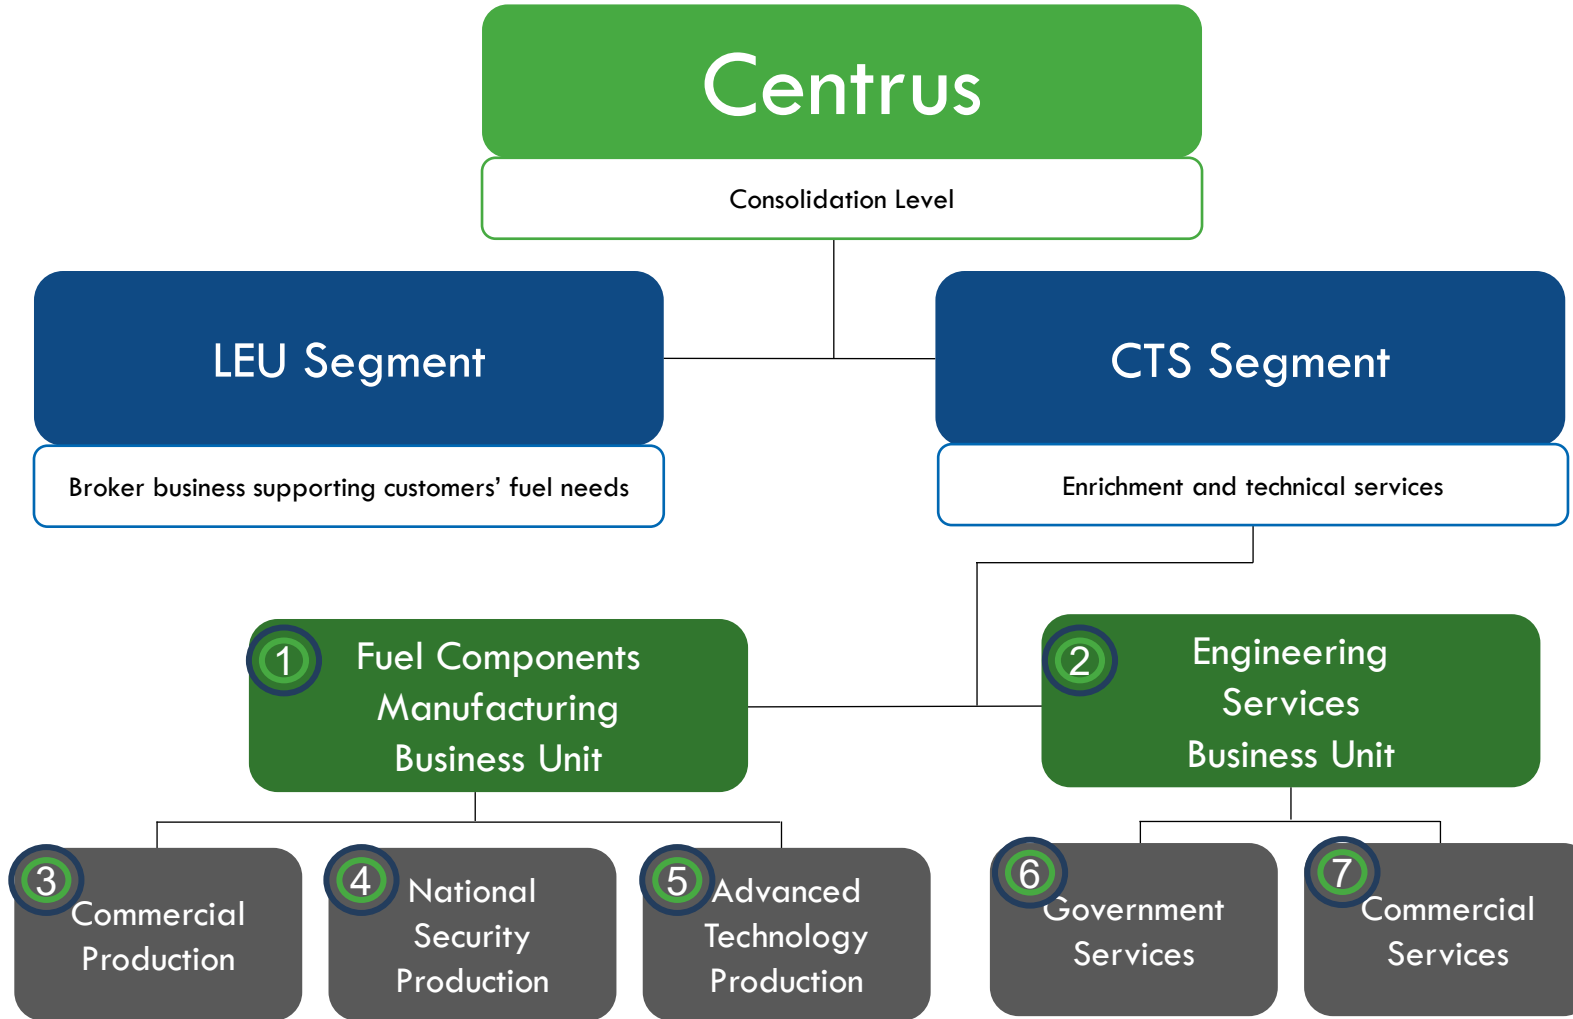 Centrus
Consolidation Level
LEU Segment
Broker business supporting customers’ fuel needs
CTS Segment
Enrichment and technical services
1
Fuel Components
Manufacturing
Business Unit
2
Engineering
Services
Business Unit
3
Commercial
Production
4
National
Security
Production
5
Advanced
Technology
Production
6
Government
Services
7
Commercial
Services